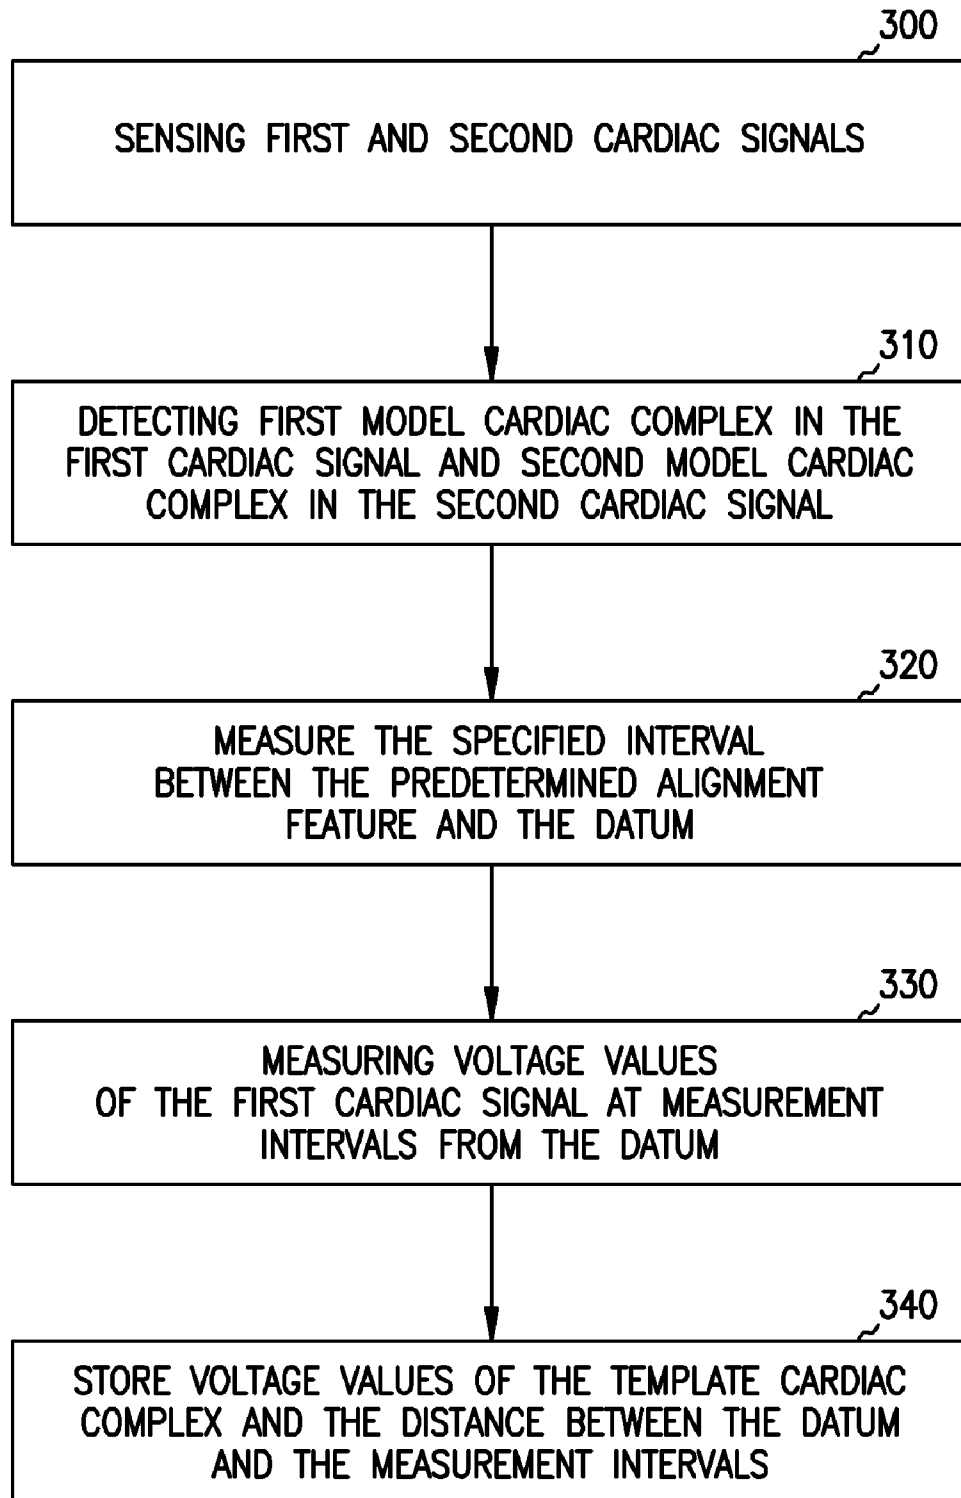 300
SENSING FIRST AND SECOND CARDIAC SIGNALS
310
DETECTING FIRST MODEL CARDIAC COMPLEX IN THE
FIRST CARDIAC SIGNAL AND SECOND MODEL CARDIAC
COMPLEX IN THE SECOND CARDIAC SIGNAL
320
MEASURE THE SPECIFIED INTERVAL
BETWEEN THE PREDETERMINED ALIGNMENT
FEATURE AND THE DATUM
330
MEASURING VOLTAGE VALUES
OF THE FIRST CARDIAC SIGNAL AT MEASUREMENT
INTERVALS FROM THE DATUM
340
STORE VOLTAGE VALUES OF THE TEMPLATE CARDIAC
COMPLEX AND THE DISTANCE BETWEEN THE DATUM
AND THE MEASUREMENT INTERVALS